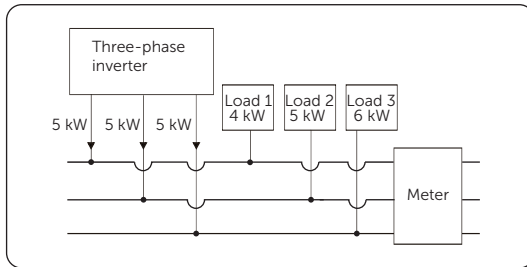 Three-phase
inverter
5 kW
5 kW
5 kW
Load 1
4 kW
Load 2
5 kW
Load 3
6 kW
Meter